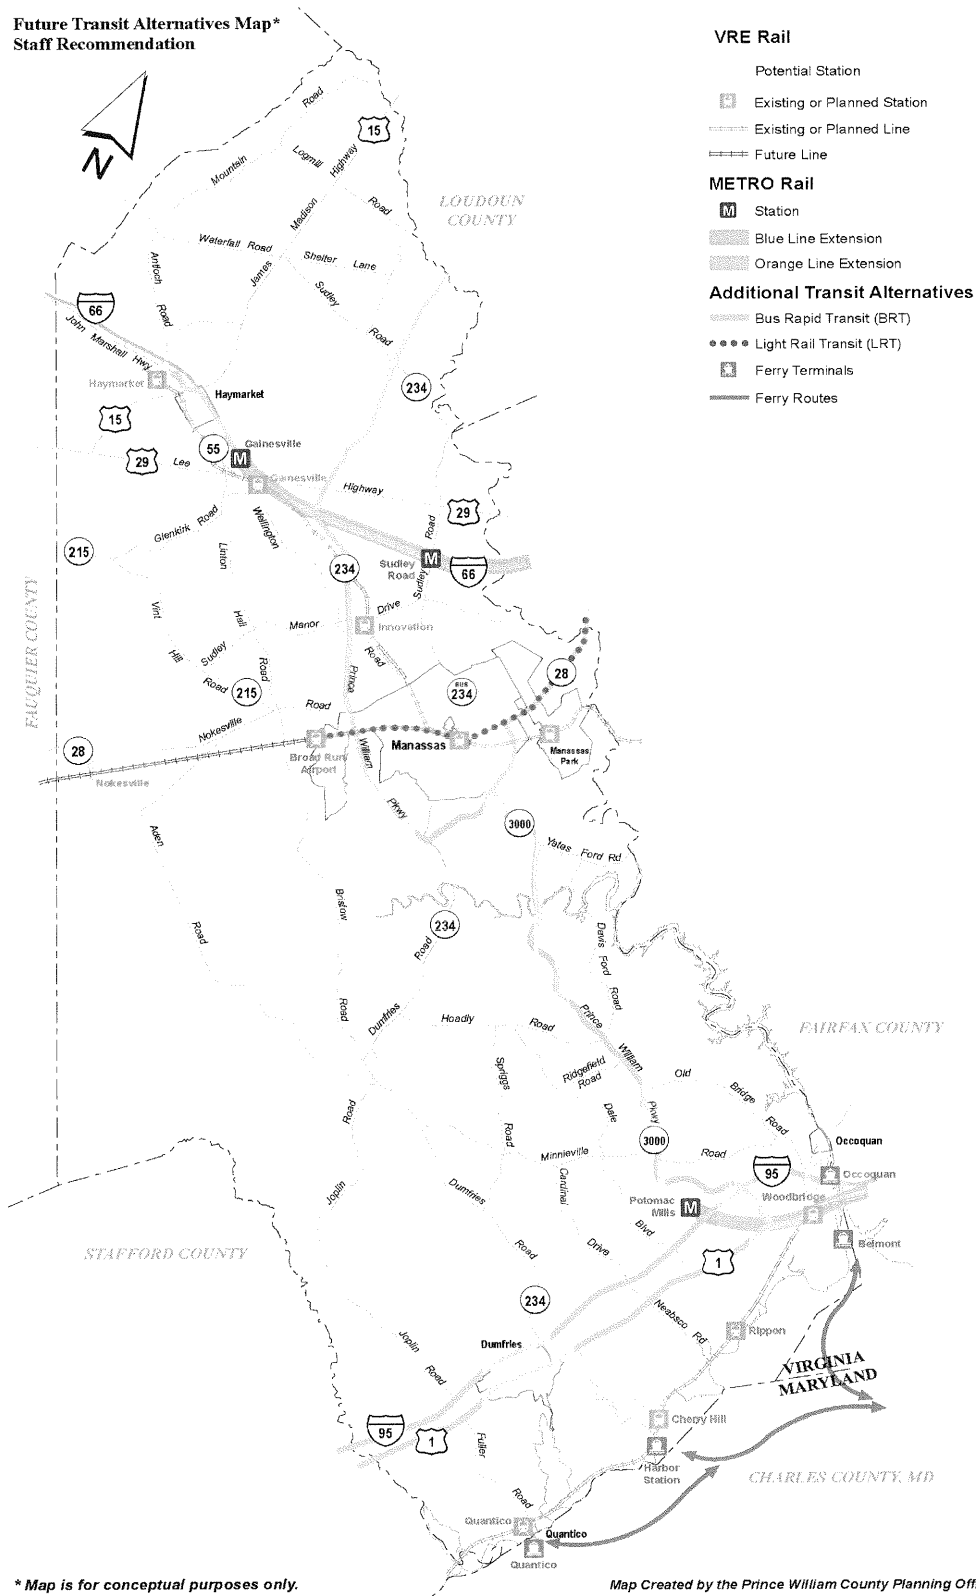 Future Transit Alternatives Map*
Staff Recommendation
N
VRE Rail
Potential Station
Existing or Planned Station
Existing or Planned Line
Future Line
METRO Rail
M Station
Blue Line Extension
Orange Line Extension
Additional Transit Alternatives
Bus Rapid Transit (BRT)
Light Rail Transit (LRT)
Ferry Terminals
Ferry Routes
Mountain Road
15
Logmill Road
James Madison Highway
LOUDOUN
COUNTY
Waterfall Road
Shelter Lane
Antioch Road
Sudley Road
66
John Marshall Hwy
Haymarket
Haymarket
234
15
55
Gainesville
M
29
Lee Highway
Gainesville
29
Glenkirk Road
Wellington Road
215
Linton Hall Road
234
Sudley
Road
M
66
Sudley Road
FAUQUIER COUNTY
Vint Hill Road
Sudley Manor Drive
Innovation
215
Prince William Pkwy
BUS
234
28
Nokesville Road
28
Nokesville
Broad Run
Airport
Manassas
Manassas
Park
3000
Yates Ford Rd
Aden Road
Bristow Road
234
Dumfries Road
Davis Ford Road
Hoadly Road
Prince William Pkwy
FAIRFAX COUNTY
Spriggs Road
Ridgefield
Road
Old Bridge Road
Dale Blvd
3000
Minnieville Road
Occoquan
95
Occoquan
Joplin Road
Dumfries Road
Cardinal Drive
Potomac
Mills
M
Woodbridge
Belmont
STAFFORD COUNTY
1
234
Neabsco Rd
Rippon
Joplin Road
Dumfries
VIRGINIA
MARYLAND
95
1
Cherry Hill
Fuller Road
Harbor
Station
CHARLES COUNTY, MD
Quantico
Quantico
Quantico
* Map is for conceptual purposes only.
Map Created by the Prince William County Planning Off